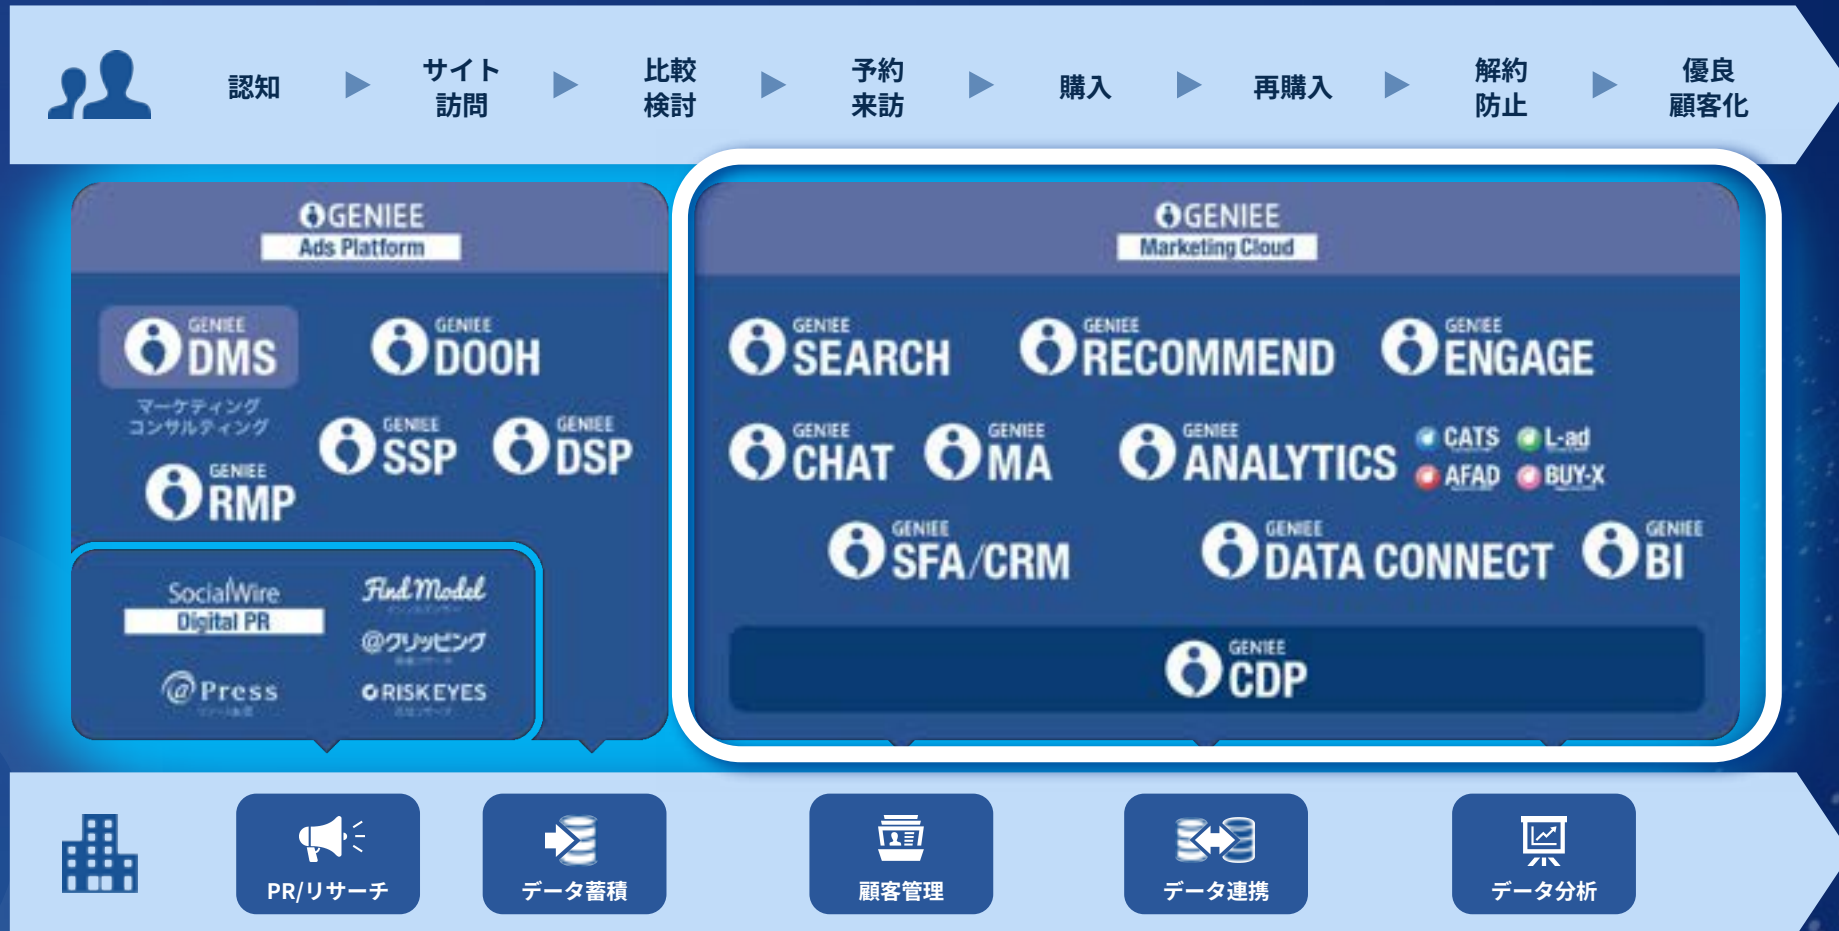 認知
サイト
訪問
比較
検討
予約
来訪
購入
再購入
解約
防止
優良
顧客化
GENIEE
Ads Platform
GENIEE
DMS
マーケティング
コンサルティング
GENIEE
DOOH
GENIEE
SSP
GENIEE
DSP
GENIEE
RMP
SocialWire
Digital PR
Find Model
@クリッピング
@Press
RISK EYES
GENIEE
Marketing Cloud
GENIEE
SEARCH
GENIEE
RECOMMEND
GENIEE
ENGAGE
GENIEE
CHAT
GENIEE
MA
GENIEE
ANALYTICS
CATS
L-ad
AFAD
BUY-X
GENIEE
SFA/CRM
GENIEE
DATA CONNECT
GENIEE
BI
GENIEE
CDP
PR/リサーチ
データ蓄積
顧客管理
データ連携
データ分析